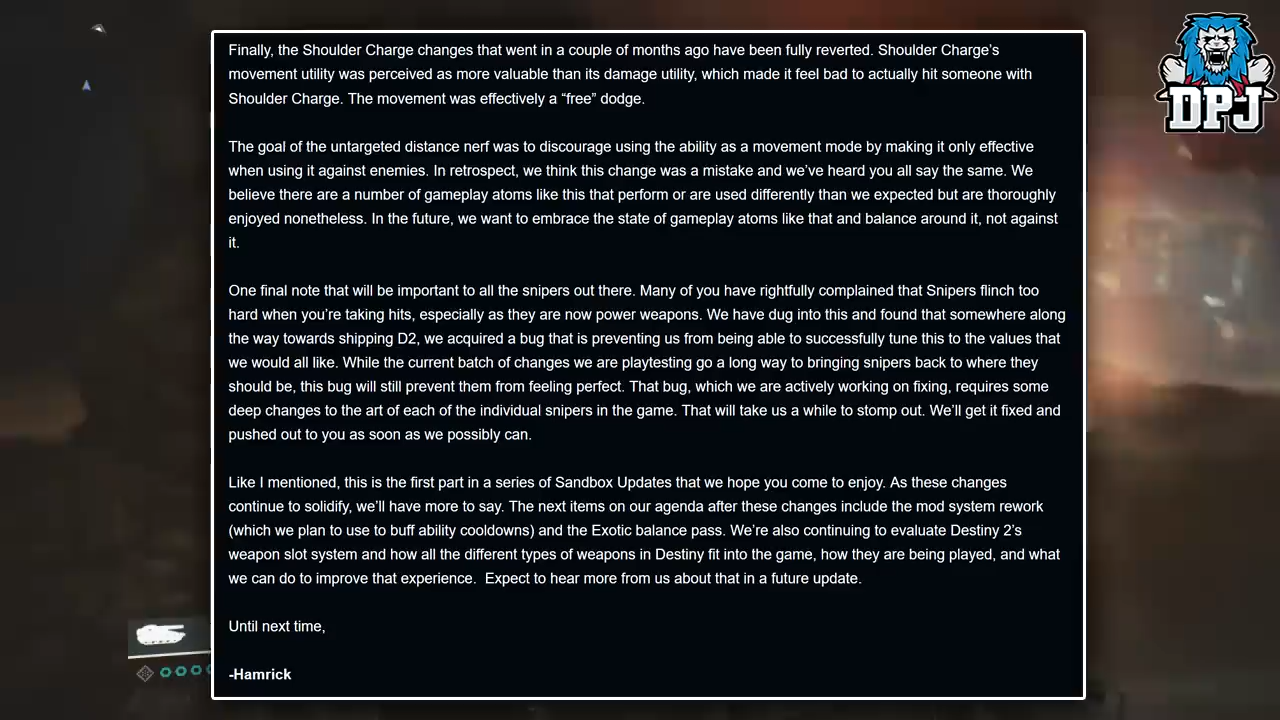 Finally, the Shoulder Charge changes that went in a couple of months ago have been fully reverted. Shoulder Charge’s
movement utility was perceived as more valuable than its damage utility, which made it feel bad to actually hit someone with
Shoulder Charge. The movement was effectively a “free” dodge.
The goal of the untargeted distance nerf was to discourage using the ability as a movement mode by making it only effective
when using it against enemies. In retrospect, we think this change was a mistake and we’ve heard you all say the same. We
believe there are a number of gameplay atoms like this that perform or are used differently than we expected but are thoroughly
enjoyed nonetheless. In the future, we want to embrace the state of gameplay atoms like that and balance around it, not against
it.
One final note that will be important to all the snipers out there. Many of you have rightfully complained that Snipers flinch too
hard when you’re taking hits, especially as they are now power weapons. We have dug into this and found that somewhere along
the way towards shipping D2, we acquired a bug that is preventing us from being able to successfully tune this to the values that
we would all like. While the current batch of changes we are playtesting go a long way to bringing snipers back to where they
should be, this bug will still prevent them from feeling perfect. That bug, which we are actively working on fixing, requires some
deep changes to the art of each of the individual snipers in the game. That will take us a while to stomp out. We’ll get it fixed and
pushed out to you as soon as we possibly can.
Like I mentioned, this is the first part in a series of Sandbox Updates that we hope you come to enjoy. As these changes
continue to solidify, we’ll have more to say. The next items on our agenda after these changes include the mod system rework
(which we plan to use to buff ability cooldowns) and the Exotic balance pass. We’re also continuing to evaluate Destiny 2’s
weapon slot system and how all the different types of weapons in Destiny fit into the game, how they are being played, and what
we can do to improve that experience.  Expect to hear more from us about that in a future update.
Until next time,
-Hamrick
DPJ